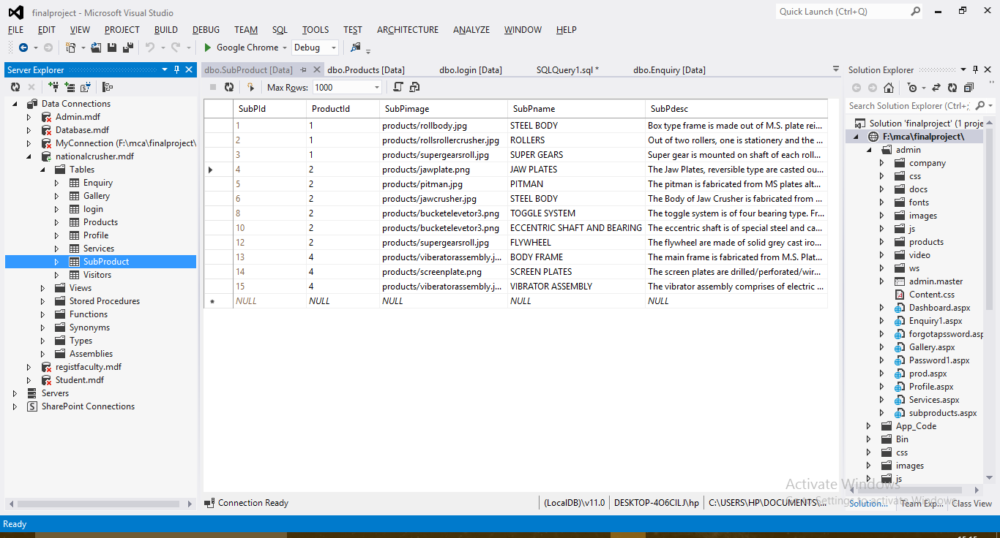 finalproject - Microsoft Visual Studio
Quick Launch (Ctrl+Q)
FILE EDIT VIEW PROJECT BUILD DEBUG TEAM SQL TOOLS TEST ARCHITECTURE ANALYZE WINDOW HELP
Google Chrome Debug
Server Explorer
Data Connections
Admin.mdf
Database.mdf
MyConnection (F:\mca\finalproject\
nationalcrusher.mdf
Tables
Enquiry
Gallery
login
Products
Profile
Services
SubProduct
Visitors
Views
Stored Procedures
Functions
Synonyms
Types
Assemblies
registfaculty.mdf
Student.mdf
Servers
SharePoint Connections
dbo.SubProduct [Data] dbo.Products [Data] dbo.login [Data] SQLQuery1.sql * dbo.Enquiry [Data]
Max Rows: 1000
SubPId ProductId SubPimage SubPname SubPdesc
1 1 products/rollbody.jpg STEEL BODY Box type frame is made out of M.S. plate rei...
2 1 products/rollsrollercrusher.jpg ROLLERS Out of two rollers, one is stationery and the ...
3 1 products/supergearsroll.jpg SUPER GEARS Super gear is mounted on shaft of each roll...
4 2 products/jawplate.png JAW PLATES The Jaw Plates, reversible type are casted ou...
5 2 products/pitman.jpg PITMAN The pitman is fabricated from MS plates alt...
6 2 products/jawcrusher.jpg STEEL BODY The Body of Jaw Crusher is fabricated from ...
8 2 products/bucketelevetor3.png TOGGLE SYSTEM The toggle system is of four bearing type. Fr...
10 2 products/bucketelevetor3.png ECCENTRIC SHAFT AND BEARING The eccentric shaft is of special steel and ca...
12 2 products/supergearsroll.jpg FLYWHEEL The flywheel are made of solid grey cast iro...
13 4 products/viberatorassembly.j... BODY FRAME The main frame is fabricated from M.S. Plat...
14 4 products/screenplate.png SCREEN PLATES The screen plates are drilled/perforated/wir...
15 4 products/viberatorassembly.j... VIBRATOR ASSEMBLY The vibrator assembly comprises of electric ...
NULL NULL NULL NULL NULL
Connection Ready (LocalDB)\v11.0 DESKTOP-4O6CILJ\hp C:\USERS\HP\DOCUMENTS\...
Solution Explorer
Search Solution Explorer (Ctrl+;
Solution 'finalproject' (1 proje
F:\mca\finalproject\
admin
company
css
docs
fonts
images
js
products
video
ws
admin.master
Content.css
Dashboard.aspx
Enquiry1.aspx
forgotapssword.asp
Gallery.aspx
Password1.aspx
prod.aspx
Profile.aspx
Services.aspx
subproducts.aspx
App_Code
Bin
css
images
js
Activate Windows
Go to Settings to activate Windows.
Solution... Team Exp... Class View
Ready